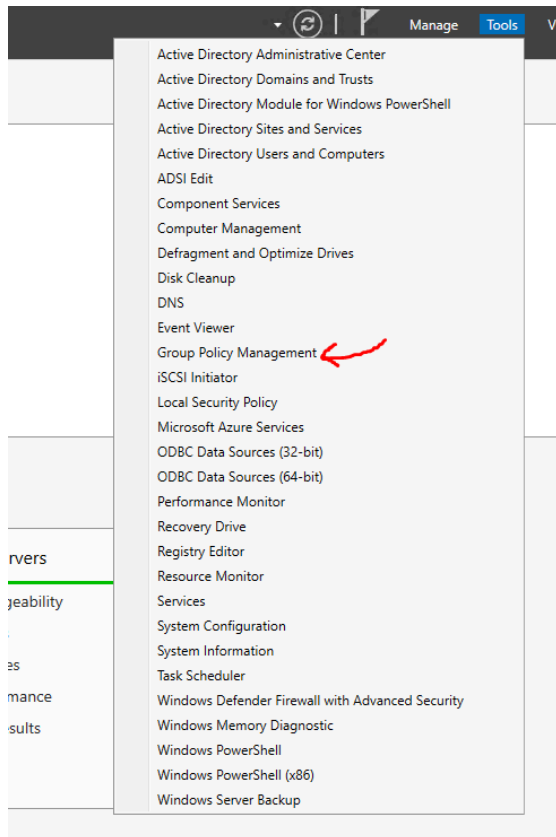 Manage Tools V
Active Directory Administrative Center
Active Directory Domains and Trusts
Active Directory Module for Windows PowerShell
Active Directory Sites and Services
Active Directory Users and Computers
ADSI Edit
Component Services
Computer Management
Defragment and Optimize Drives
Disk Cleanup
DNS
Event Viewer
Group Policy Management
iSCSI Initiator
Local Security Policy
Microsoft Azure Services
ODBC Data Sources (32-bit)
ODBC Data Sources (64-bit)
Performance Monitor
Recovery Drive
Registry Editor
Resource Monitor
Services
System Configuration
System Information
Task Scheduler
Windows Defender Firewall with Advanced Security
Windows Memory Diagnostic
Windows PowerShell
Windows PowerShell (x86)
Windows Server Backup
rvers
geability
es
mance
sults